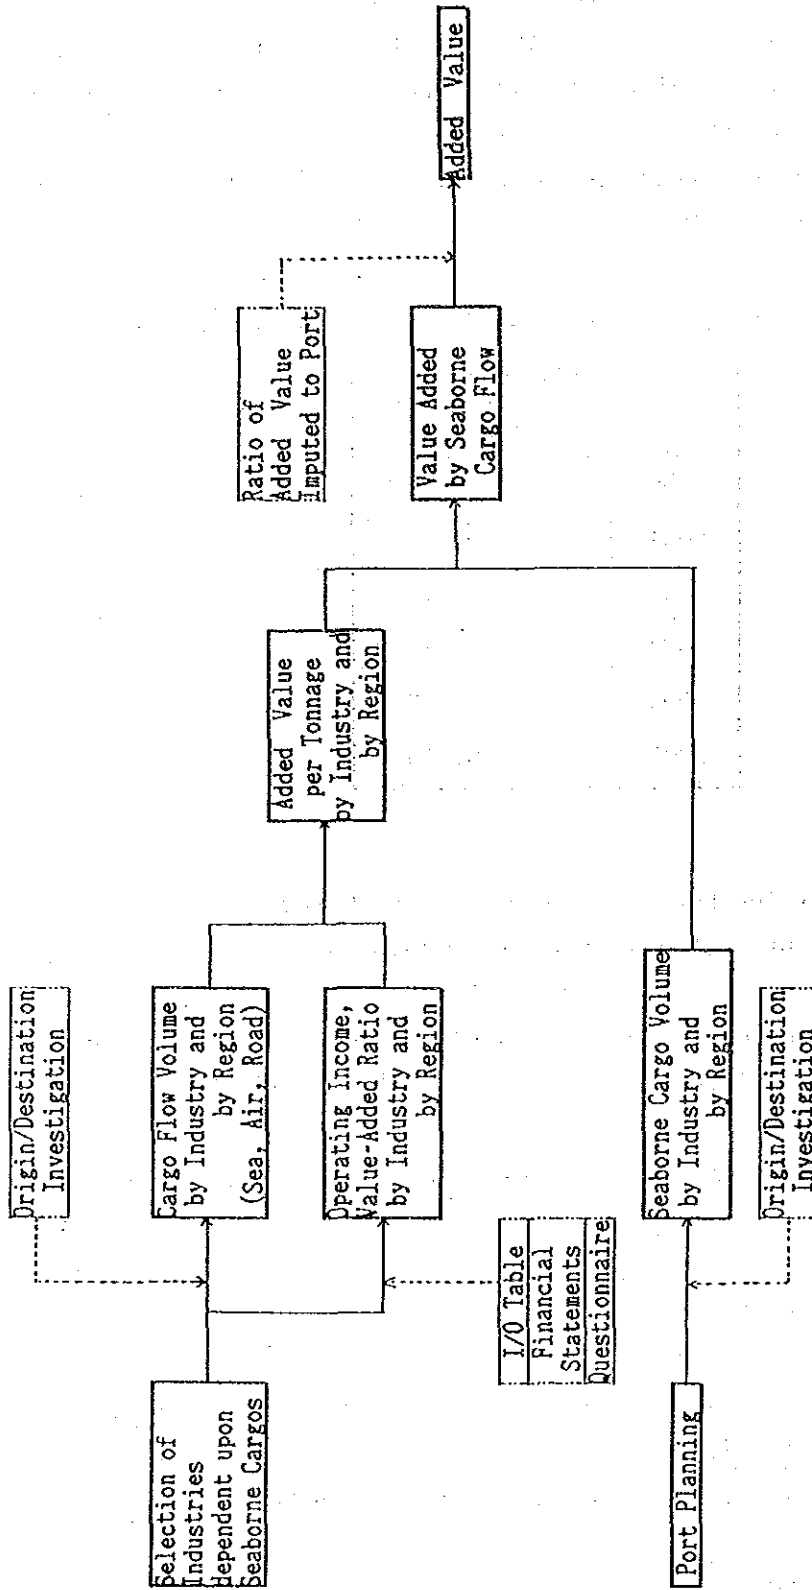 Origin/Destination
Investigation
Selection of
Industries
dependent upon
Seaborne Cargos
Cargo Flow Volume
by Industry and
by Region
(Sea, Air, Road)
Operating Income,
Value-Added Ratio
by Industry and
by Region
I/O Table
Financial
Statements
Questionnaire
Added Value
per Tonnage
by Industry and
by Region
Ratio of
Added Value
Imputed to Port
Value Added
by Seaborne
Cargo Flow
Added Value
Port Planning
Seaborne Cargo Volume
by Industry and
by Region
Origin/Destination
Investigation